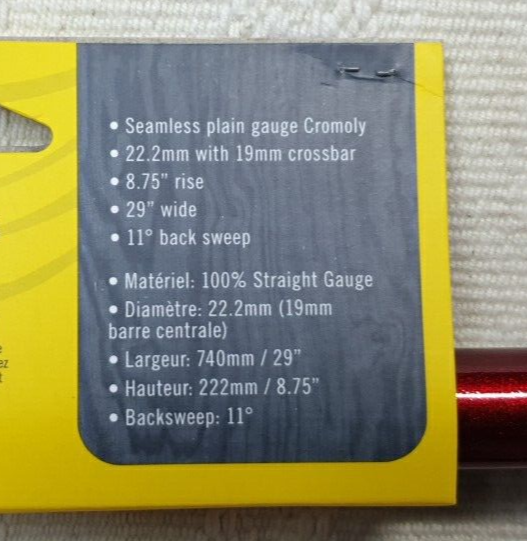 • Seamless plain gauge Cromoly
• 22.2mm with 19mm crossbar
• 8.75” rise
• 29” wide
• 11° back sweep
• Matériel: 100% Straight Gauge
• Diamètre: 22.2mm (19mm
barre centrale)
• Largeur: 740mm / 29”
• Hauteur: 222mm / 8.75”
• Backsweep: 11°